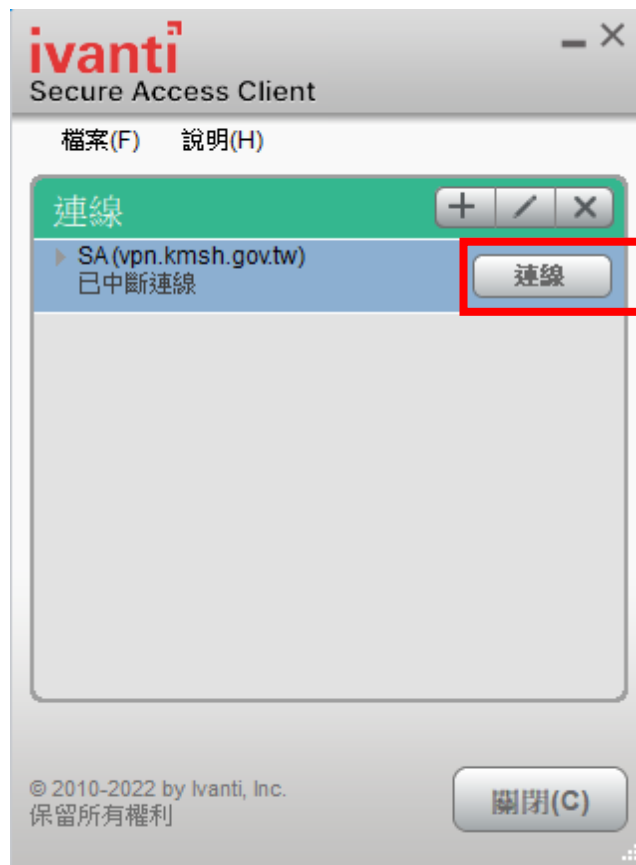 ivanti
Secure Access Client
檔案(F) 說明(H)
連線
SA (vpn.kmsh.gov.tw)
已中斷連線
連線
© 2010-2022 by Ivanti, Inc.
保留所有權利
關閉(C)